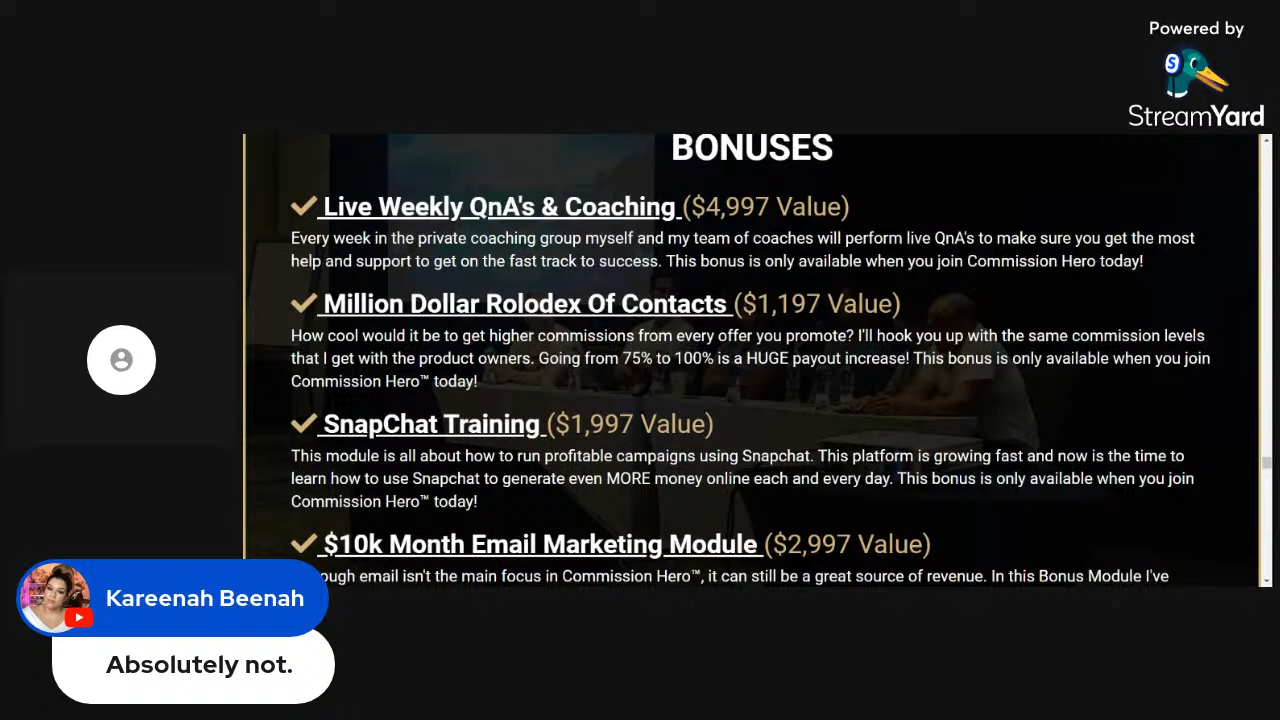 Powered by
StreamYard
BONUSES
Live Weekly QnA's & Coaching ($4,997 Value)
Every week in the private coaching group myself and my team of coaches will perform live QnA's to make sure you get the most
help and support to get on the fast track to success. This bonus is only available when you join Commission Hero today!
Million Dollar Rolodex Of Contacts ($1,197 Value)
How cool would it be to get higher commissions from every offer you promote? I'll hook you up with the same commission levels
that I get with the product owners. Going from 75% to 100% is a HUGE payout increase! This bonus is only available when you join
Commission Hero™ today!
SnapChat Training ($1,997 Value)
This module is all about how to run profitable campaigns using Snapchat. This platform is growing fast and now is the time to
learn how to use Snapchat to generate even MORE money online each and every day. This bonus is only available when you join
Commission Hero™ today!
$10k Month Email Marketing Module ($2,997 Value)
email isn't the main focus in Commission Hero™, it can still be a great source of revenue. In this Bonus Module I've
Kareenah Beenah
Absolutely not.